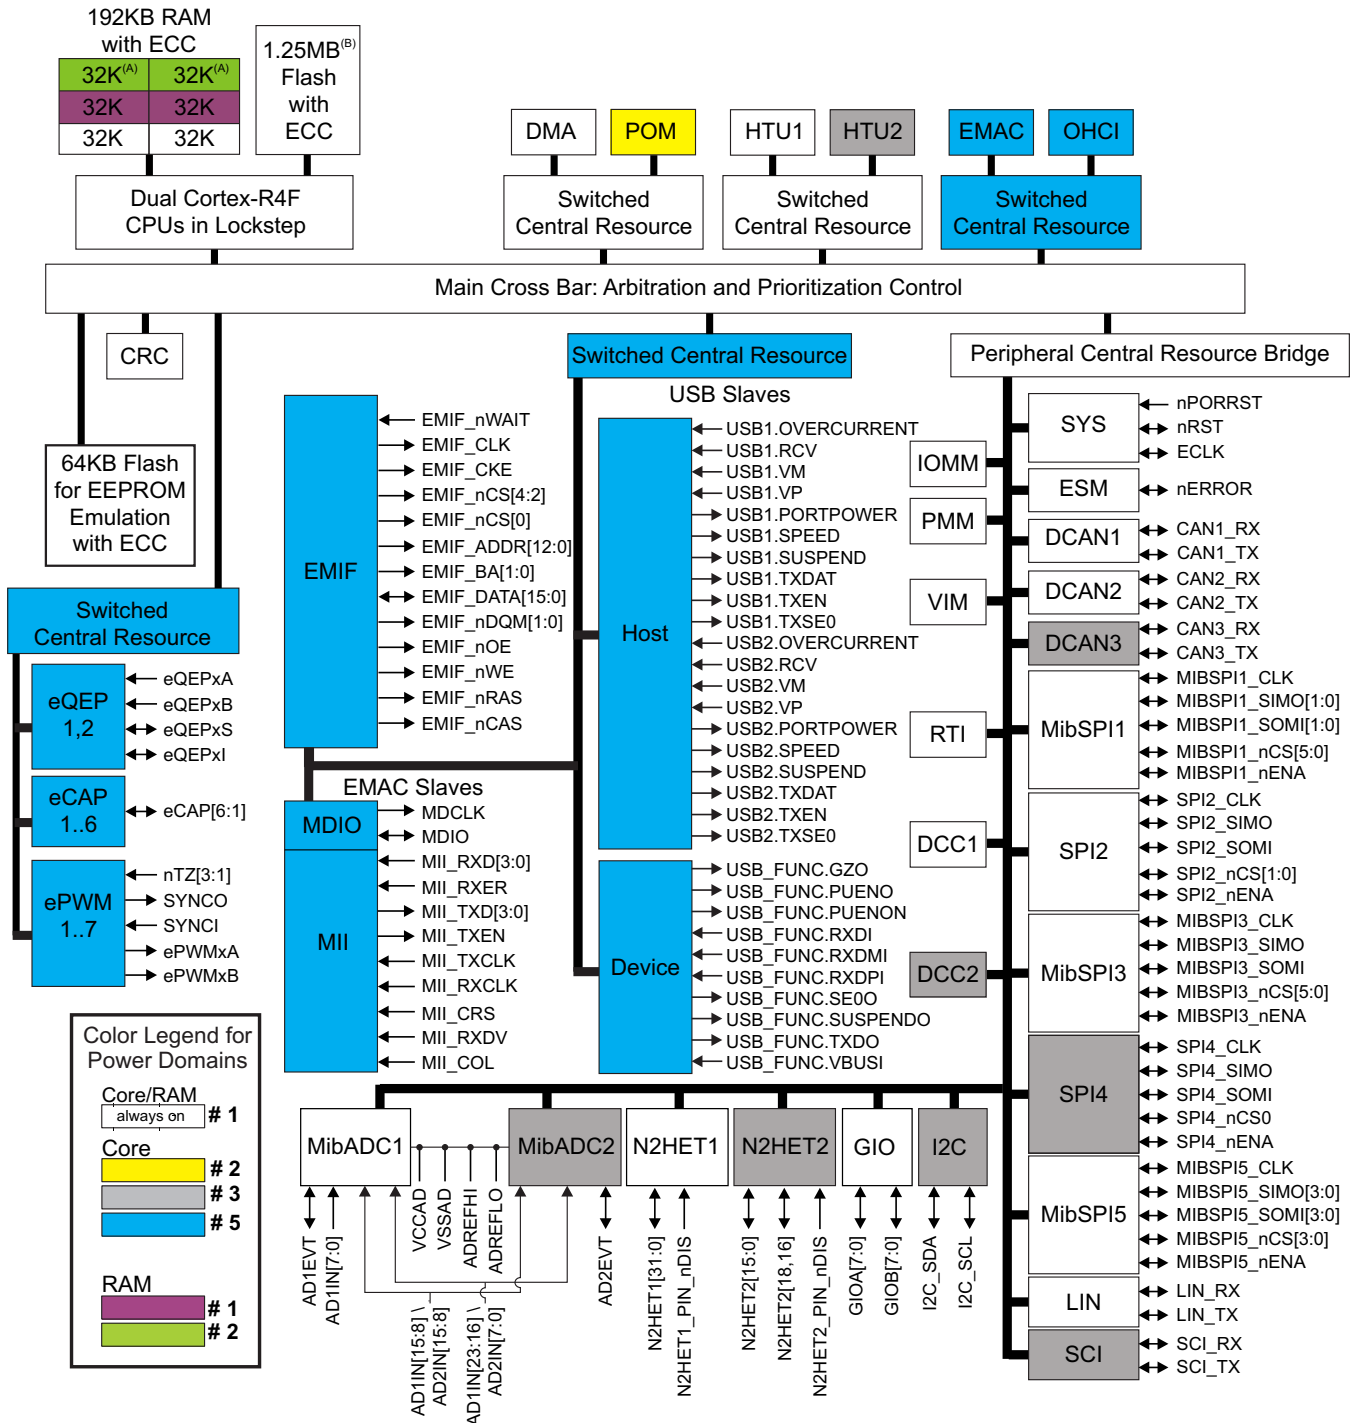 192KB RAM
with ECC
32K(A) 32K(A)
32K 32K
32K 32K
1.25MB(B)
Flash
with
ECC
DMA
POM
HTU1
HTU2
EMAC
OHCI
Dual Cortex-R4F
CPUs in Lockstep
Switched
Central Resource
Switched
Central Resource
Switched
Central Resource
Main Cross Bar: Arbitration and Prioritization Control
CRC
Switched Central Resource
Peripheral Central Resource Bridge
64KB Flash
for EEPROM
Emulation
with ECC
Switched
Central Resource
eQEP
1,2
eQEPxA
eQEPxB
eQEPxS
eQEPxI
eCAP
1..6
eCAP[6:1]
ePWM
1..7
nTZ[3:1]
SYNCO
SYNCI
ePWMxA
ePWMxB
Color Legend for
Power Domains
Core/RAM
always on # 1
Core
# 2
# 3
# 5
RAM
# 1
# 2
EMIF
EMIF_nWAIT
EMIF_CLK
EMIF_CKE
EMIF_nCS[4:2]
EMIF_nCS[0]
EMIF_ADDR[12:0]
EMIF_BA[1:0]
EMIF_DATA[15:0]
EMIF_nDQM[1:0]
EMIF_nOE
EMIF_nWE
EMIF_nRAS
EMIF_nCAS
EMAC Slaves
MDIO
MDCLK
MDIO
MII
MII_RXD[3:0]
MII_RXER
MII_TXD[3:0]
MII_TXEN
MII_TXCLK
MII_RXCLK
MII_CRS
MII_RXDV
MII_COL
USB Slaves
Host
USB1.OVERCURRENT
USB1.RCV
USB1.VM
USB1.VP
USB1.PORTPOWER
USB1.SPEED
USB1.SUSPEND
USB1.TXDAT
USB1.TXEN
USB1.TXSE0
USB2.OVERCURRENT
USB2.RCV
USB2.VM
USB2.VP
USB2.PORTPOWER
USB2.SPEED
USB2.SUSPEND
USB2.TXDAT
USB2.TXEN
USB2.TXSE0
Device
USB_FUNC.GZO
USB_FUNC.PUENO
USB_FUNC.PUENON
USB_FUNC.RXDI
USB_FUNC.RXDMI
USB_FUNC.RXDPI
USB_FUNC.SE0O
USB_FUNC.SUSPENDO
USB_FUNC.TXDO
USB_FUNC.VBUSI
IOMM
PMM
VIM
RTI
DCC1
DCC2
SYS
nPORRST
nRST
ECLK
ESM
nERROR
DCAN1
CAN1_RX
CAN1_TX
DCAN2
CAN2_RX
CAN2_TX
DCAN3
CAN3_RX
CAN3_TX
MibSPI1
MIBSPI1_CLK
MIBSPI1_SIMO[1:0]
MIBSPI1_SOMI[1:0]
MIBSPI1_nCS[5:0]
MIBSPI1_nENA
SPI2
SPI2_CLK
SPI2_SIMO
SPI2_SOMI
SPI2_nCS[1:0]
SPI2_nENA
MibSPI3
MIBSPI3_CLK
MIBSPI3_SIMO
MIBSPI3_SOMI
MIBSPI3_nCS[5:0]
MIBSPI3_nENA
SPI4
SPI4_CLK
SPI4_SIMO
SPI4_SOMI
SPI4_nCS0
SPI4_nENA
MibSPI5
MIBSPI5_CLK
MIBSPI5_SIMO[3:0]
MIBSPI5_SOMI[3:0]
MIBSPI5_nCS[3:0]
MIBSPI5_nENA
LIN
LIN_RX
LIN_TX
SCI
SCI_RX
SCI_TX
MibADC1
MibADC2
N2HET1
N2HET2
GIO
I2C
AD1EVT
AD1IN[7:0]
VCCAD
VSSAD
ADREFHI
ADREFLO
AD1IN[15:8] \
AD2IN[15:8]
AD1IN[23:16] \
AD2IN[7:0]
AD2EVT
N2HET1[31:0]
N2HET1_PIN_nDIS
N2HET2[15:0]
N2HET2[18,16]
N2HET2_PIN_nDIS
GIOA[7:0]
GIOB[7:0]
I2C_SDA
I2C_SCL